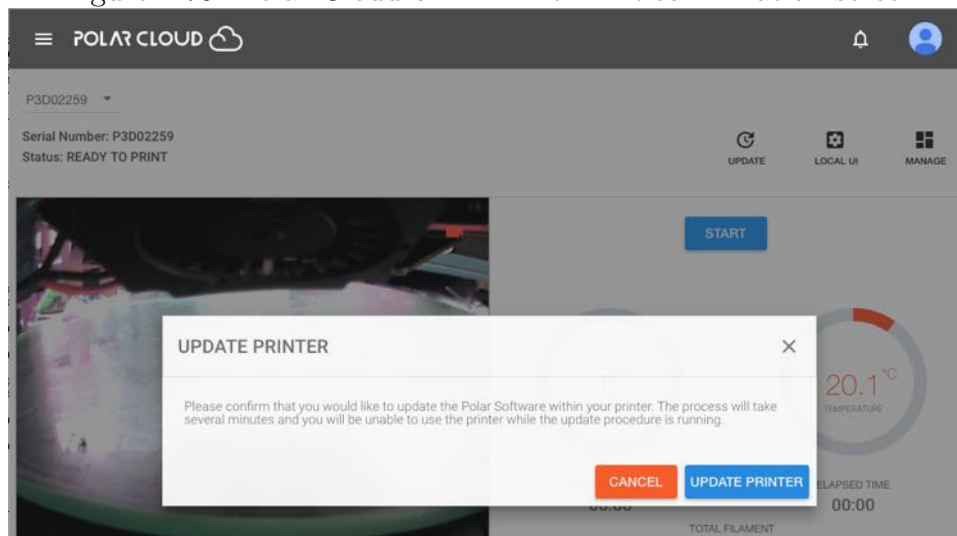 POLAR CLOUD
P3D02259
Serial Number: P3D02259
Status: READY TO PRINT
UPDATE
LOCAL UI
MANAGE
START
UPDATE PRINTER
Please confirm that you would like to update the Polar Software within your printer. The process will take
several minutes and you will be unable to use the printer while the update procedure is running.
20.1 °C
TEMPERATURE
CANCEL
UPDATE PRINTER
ELAPSED TIME
00:00
00:00
TOTAL FILAMENT